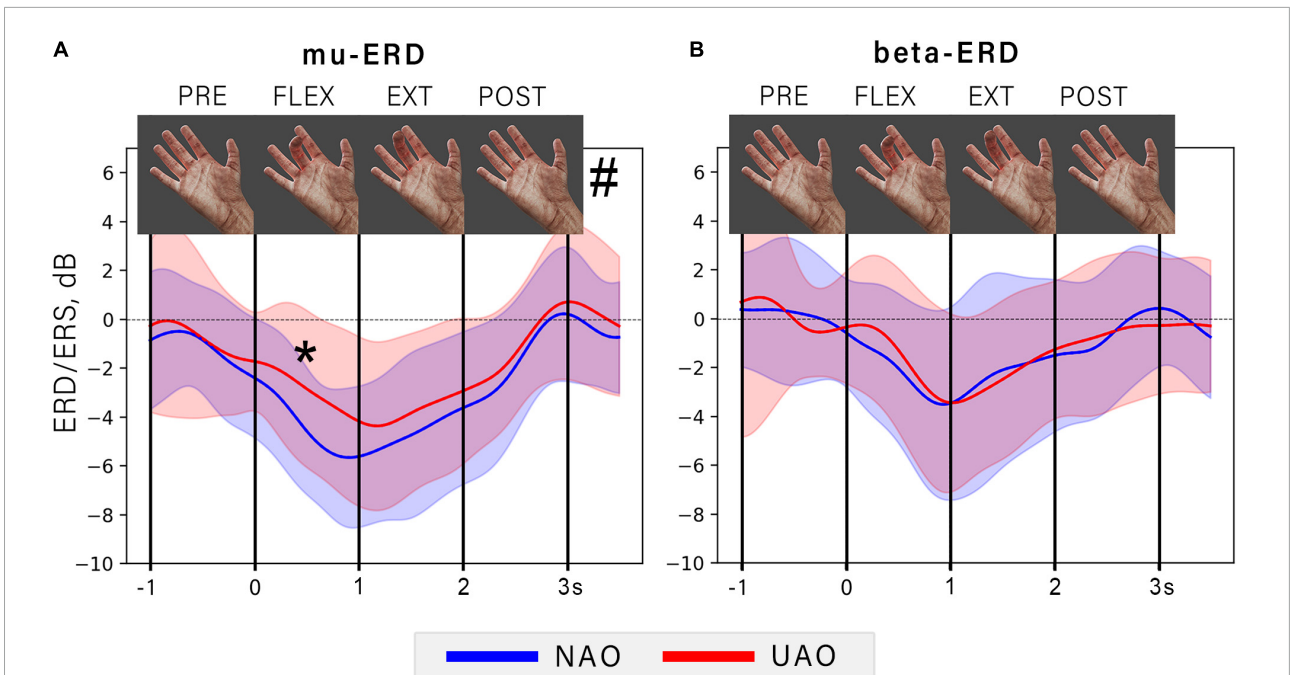 A
mu-ERD
PRE FLEX EXT POST
#
6
4
2
0
−2
−4
−6
−8
−10
ERD/ERS, dB
*
-1 0 1 2 3s
B
beta-ERD
PRE FLEX EXT POST
6
4
2
0
−2
−4
−6
−8
−10
-1 0 1 2 3s
NAO UAO